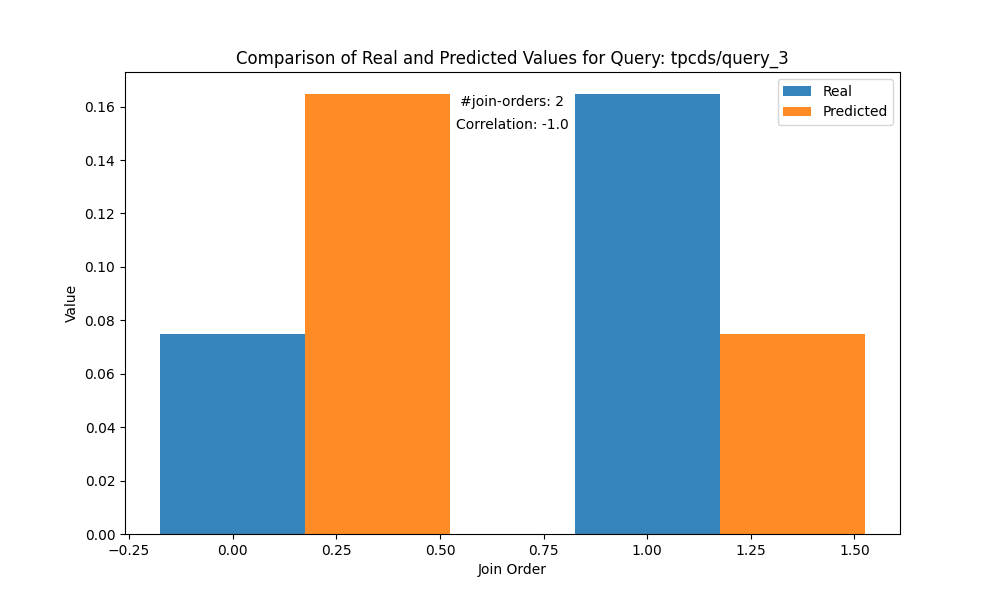 Comparison of Real and Predicted Values for Query: tpcds/query_3
#join-orders: 2
Correlation: -1.0
Real
Predicted
Value
0.16
0.14
0.12
0.10
0.08
0.06
0.04
0.02
0.00
−0.25 0.00 0.25 0.50 0.75 1.00 1.25 1.50
Join Order